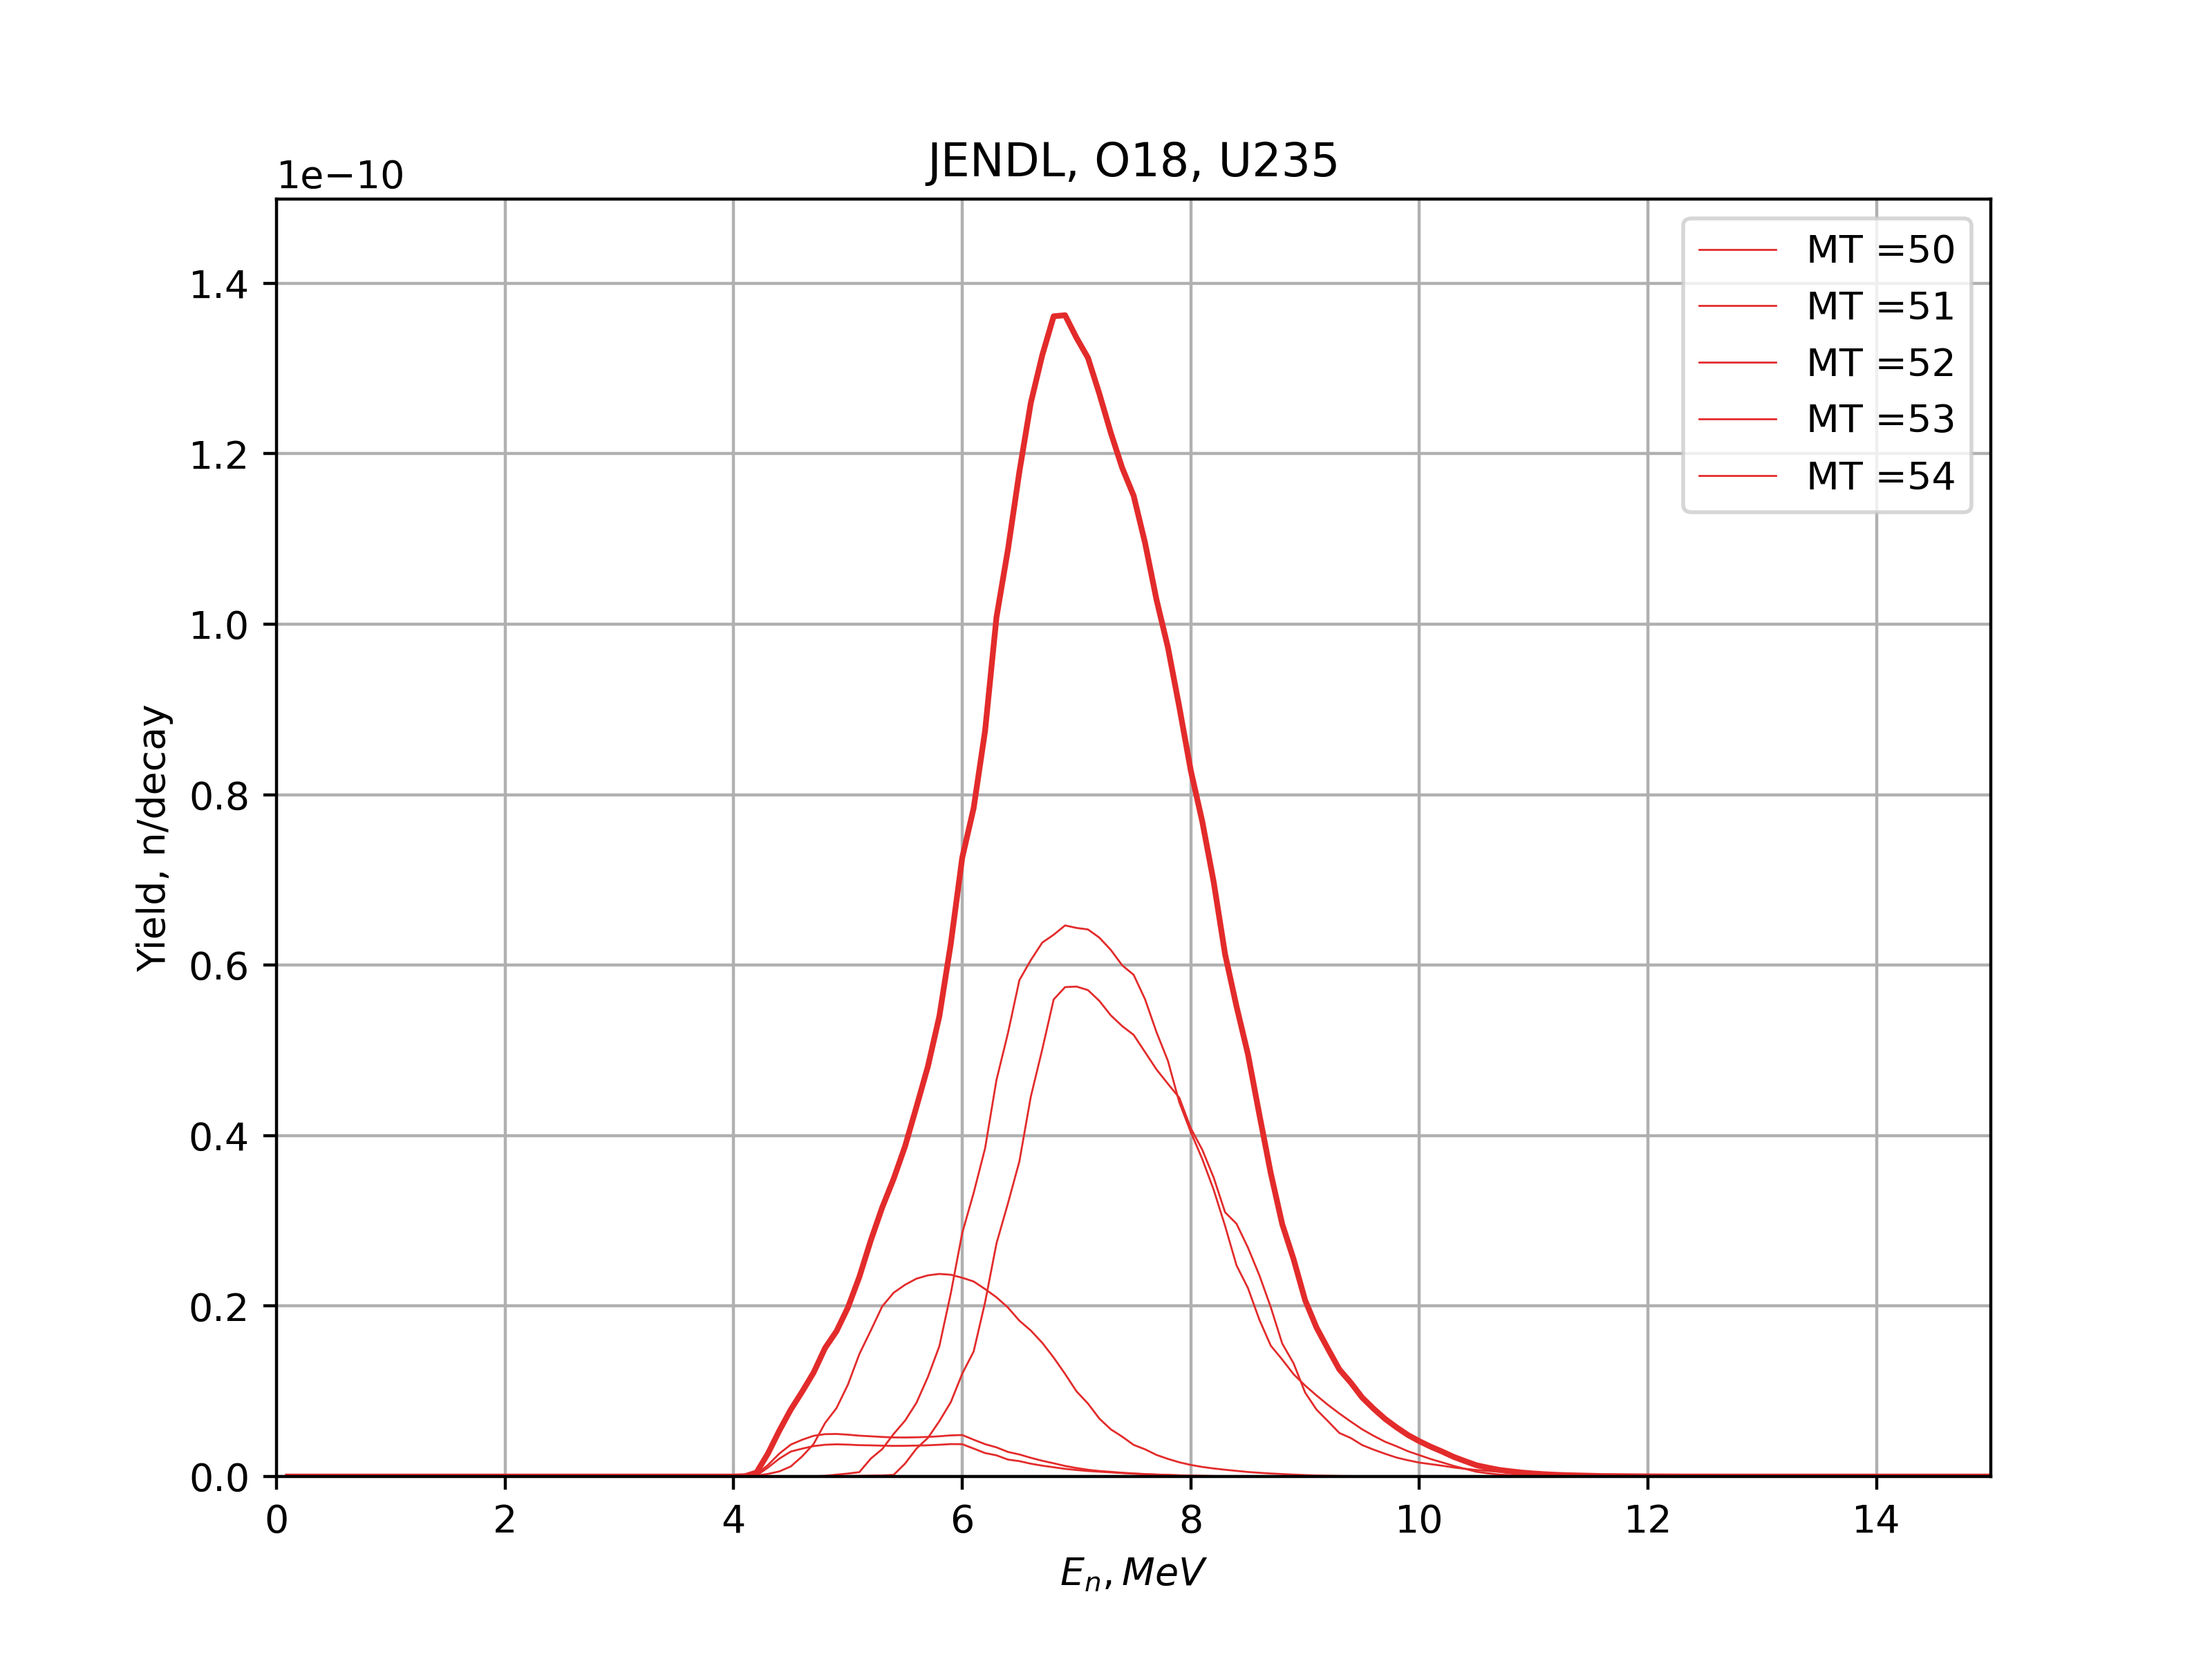 JENDL, O18, U235
1e−10
MT =50
MT =51
MT =52
MT =53
MT =54
1.4
1.2
1.0
0.8
0.6
0.4
0.2
0.0
Yield, n/decay
0 2 4 6 8 10 12 14
Eₙ, MeV